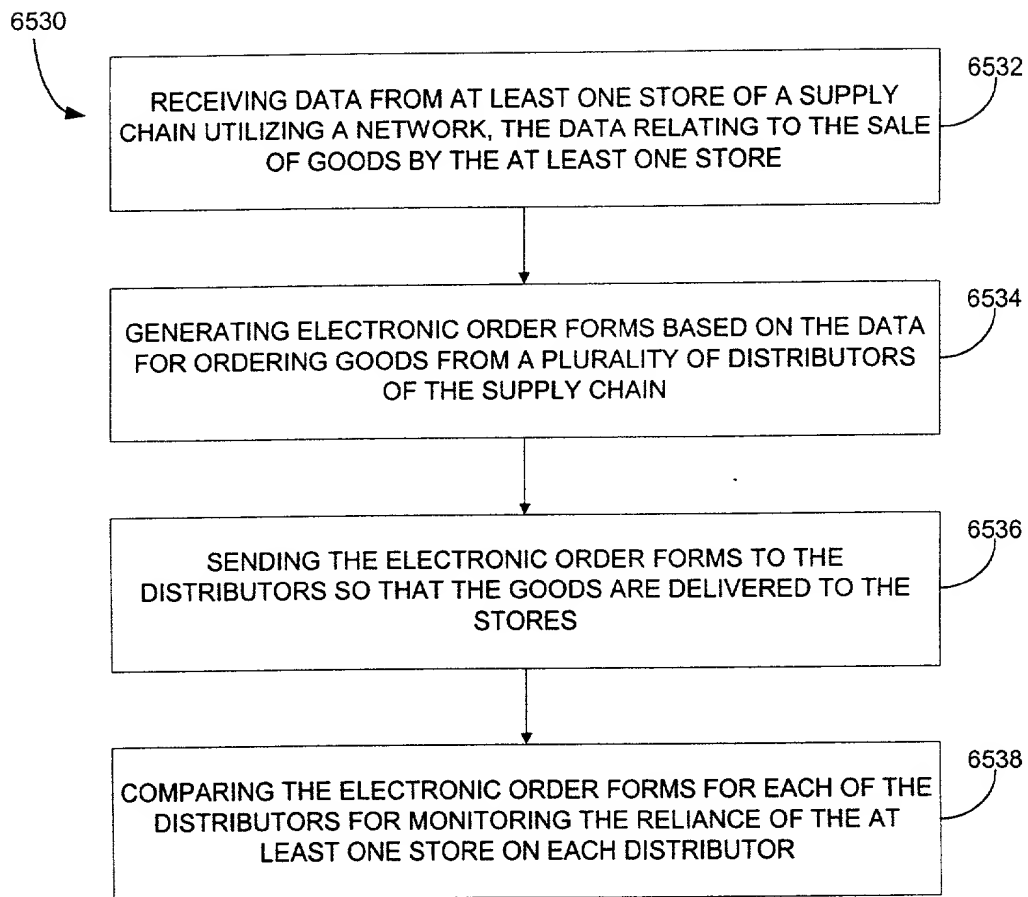 6530
6532
RECEIVING DATA FROM AT LEAST ONE STORE OF A SUPPLY
CHAIN UTILIZING A NETWORK, THE DATA RELATING TO THE SALE
OF GOODS BY THE AT LEAST ONE STORE
6534
GENERATING ELECTRONIC ORDER FORMS BASED ON THE DATA
FOR ORDERING GOODS FROM A PLURALITY OF DISTRIBUTORS
OF THE SUPPLY CHAIN
6536
SENDING THE ELECTRONIC ORDER FORMS TO THE
DISTRIBUTORS SO THAT THE GOODS ARE DELIVERED TO THE
STORES
6538
COMPARING THE ELECTRONIC ORDER FORMS FOR EACH OF THE
DISTRIBUTORS FOR MONITORING THE RELIANCE OF THE AT
LEAST ONE STORE ON EACH DISTRIBUTOR